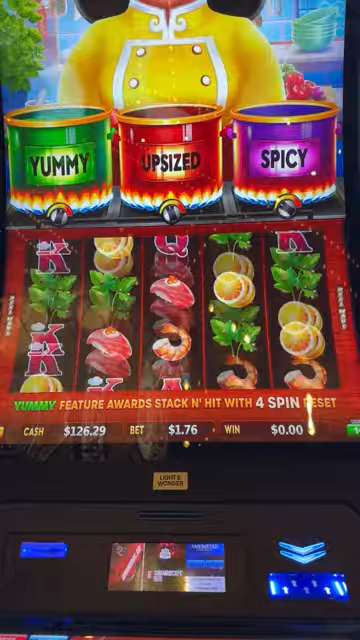 YUMMY
UPSIZED
SPICY
K
Q
K
K
K
YUMMY FEATURE AWARDS STACK N' HIT WITH 4 SPIN RESET
CASH $126.29 BET $1.76 WIN $0.00
LIGHT & WONDER